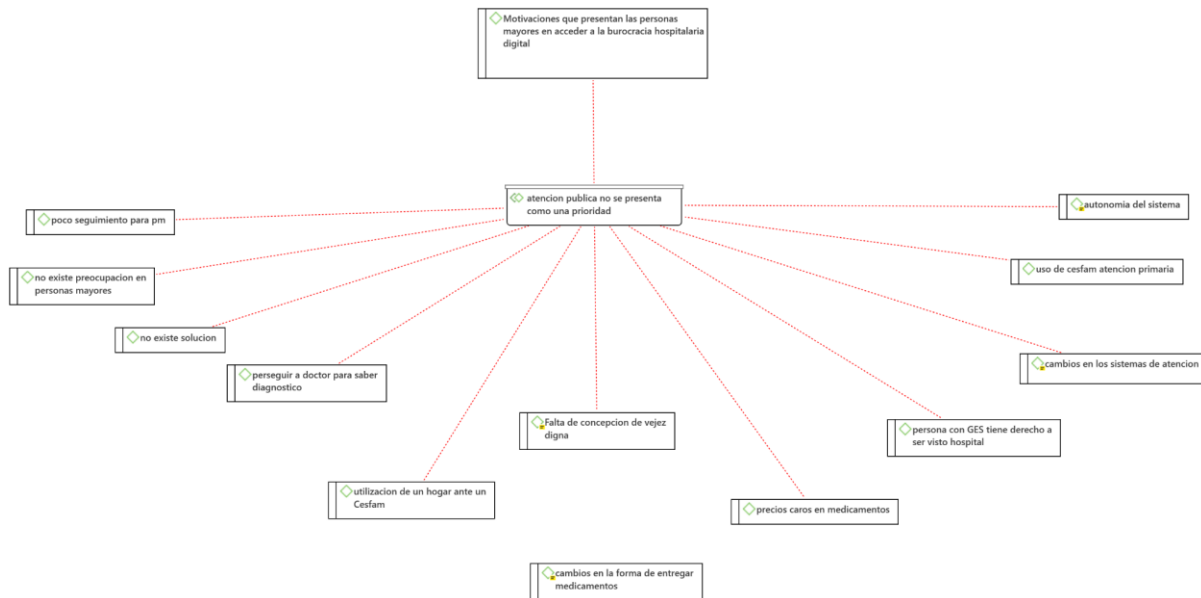 Motivaciones que presentan las personas
mayores en acceder a la burocracia hospitalaria
digital
atencion publica no se presenta
como una prioridad
autonomia del sistema
poco seguimiento para pm
uso de cesfam atencion primaria
no existe preocupacion en
personas mayores
no existe solucion
cambios en los sistemas de atencion
perseguir a doctor para saber
diagnostico
Falta de concepcion de vejez
digna
persona con GES tiene derecho a
ser visto hospital
utilizacion de un hogar ante un
Cesfam
precios caros en medicamentos
cambios en la forma de entregar
medicamentos